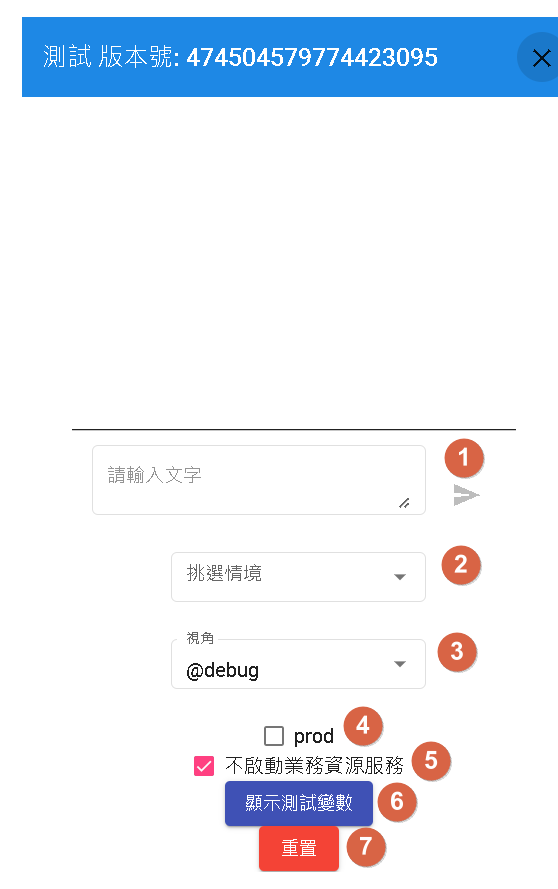 測試 版本號: 474504579774423095
1
請輸入文字
挑選情境
2
視角
@debug
3
prod
4
不啟動業務資源服務
5
顯示測試變數
6
重置
7